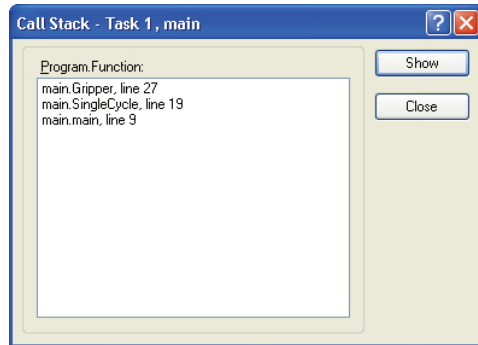 Call Stack - Task 1, main
Program.Function:
main.Gripper, line 27
main.SingleCycle, line 19
main.main, line 9
Show
Close